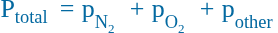 P_total = p_N₂ + p_O₂ + p_other